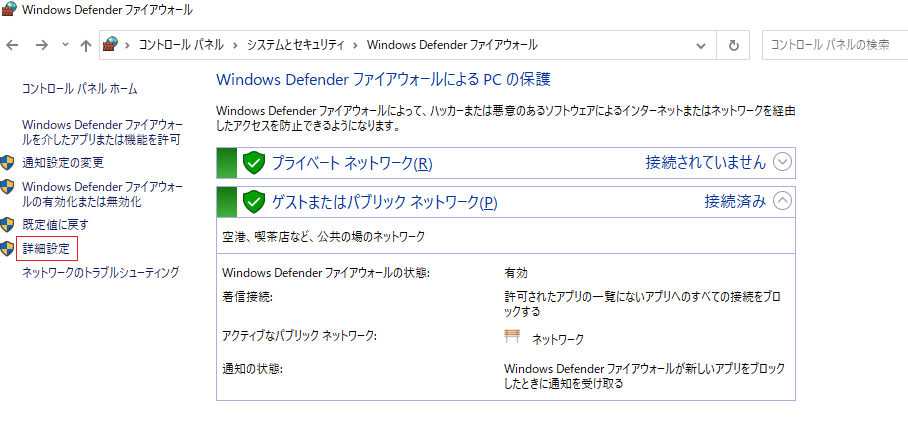 Windows Defender ファイアウォール
コントロール パネル > システムとセキュリティ > Windows Defender ファイアウォール
コントロール パネルの検索
コントロール パネル ホーム
Windows Defender ファイアウォー
ルを介したアプリまたは機能を許可
通知設定の変更
Windows Defender ファイアウォー
ルの有効化または無効化
既定値に戻す
詳細設定
ネットワークのトラブルシューティング
Windows Defender ファイアウォールによる PC の保護
Windows Defender ファイアウォールによって、ハッカーまたは悪意のあるソフトウェアによるインターネットまたはネットワークを経由
したアクセスを防止できるようになります。
プライベート ネットワーク(R) 接続されていません
ゲストまたはパブリック ネットワーク(P) 接続済み
空港、喫茶店など、公共の場のネットワーク
Windows Defender ファイアウォールの状態: 有効
着信接続: 許可されたアプリの一覧にないアプリへのすべての接続をブロ
ックする
アクティブなパブリック ネットワーク: ネットワーク
通知の状態: Windows Defender ファイアウォールが新しいアプリをブロック
したときに通知を受け取る